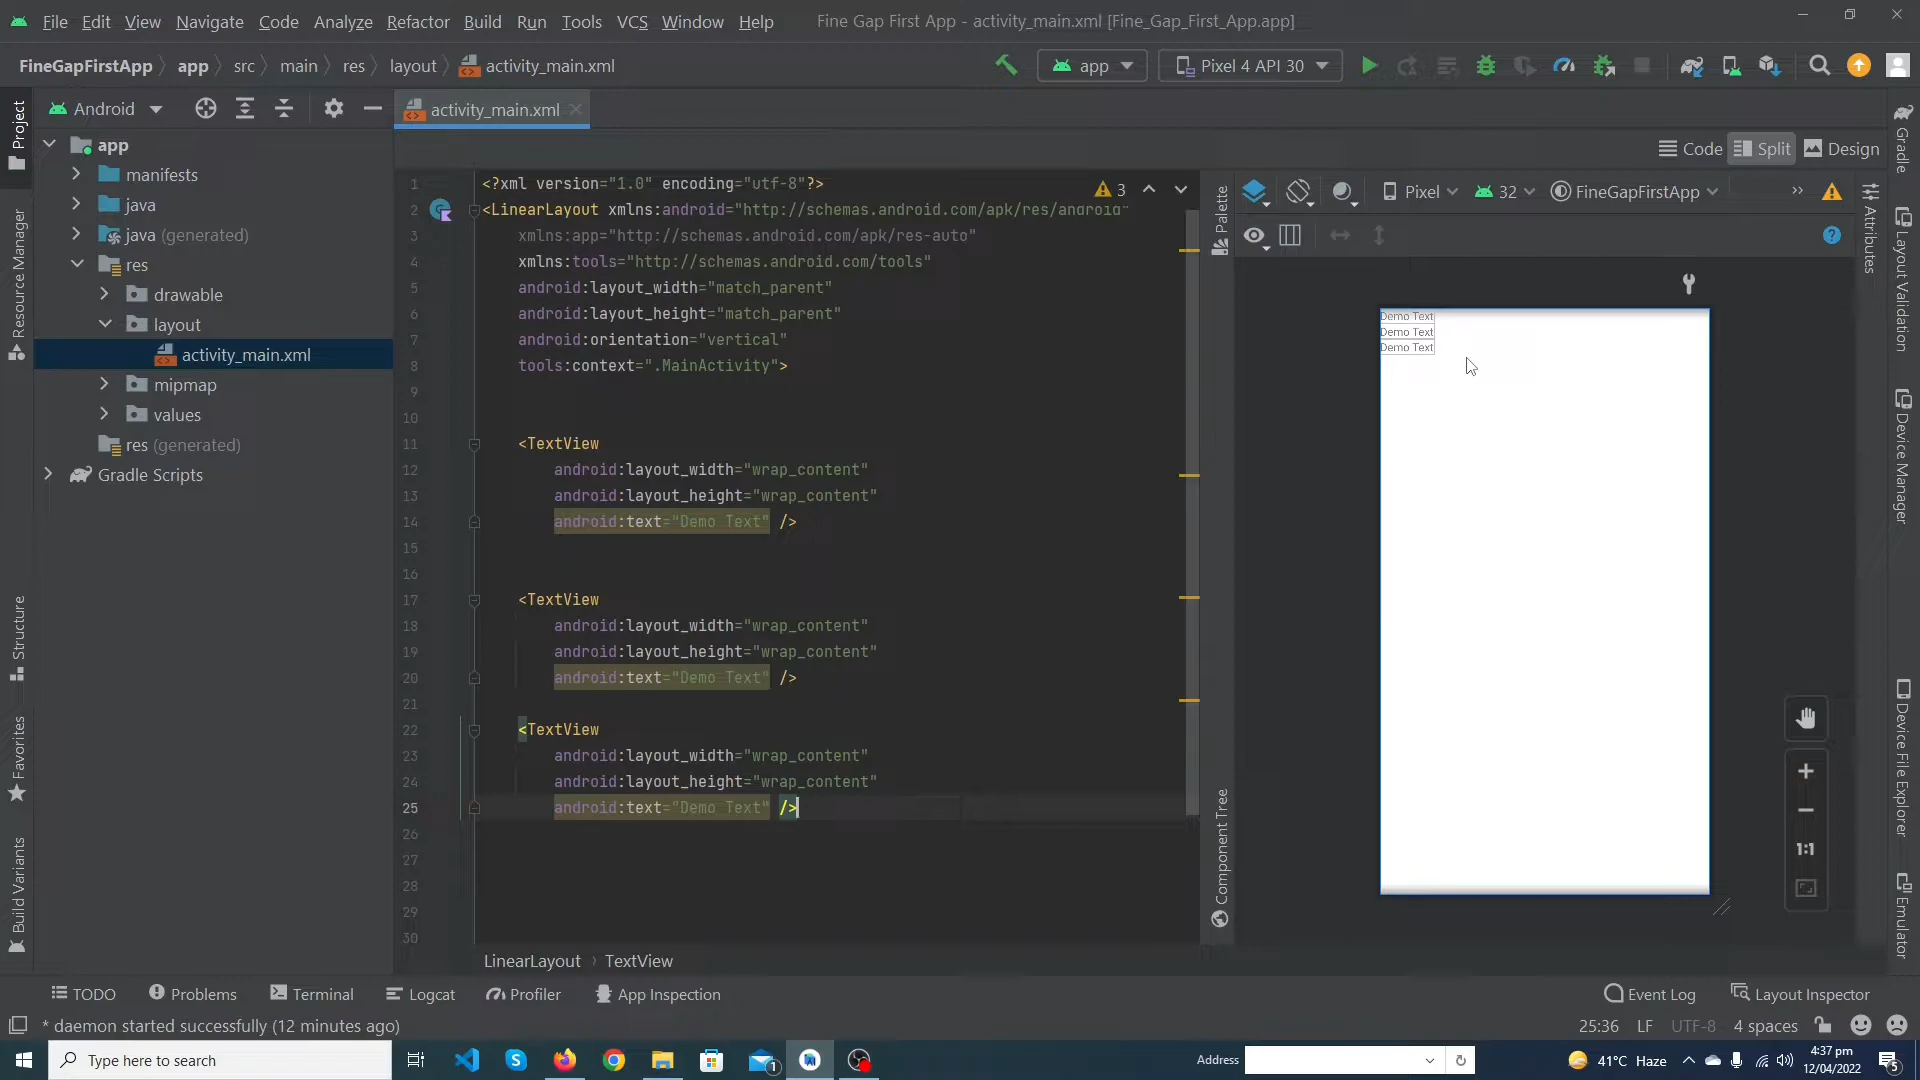 File Edit View Navigate Code Analyze Refactor Build Run Tools VCS Window Help Fine Gap First App - activity_main.xml [Fine_Gap_First_App.app]
FineGapFirstApp app src main res layout activity_main.xml app Pixel 4 API 30
Android activity_main.xml
Project
Resource Manager
Structure
Favorites
Build Variants
app
manifests
java
java (generated)
res
drawable
layout
activity_main.xml
mipmap
values
res (generated)
Gradle Scripts
Code Split Design
3
1 <?xml version="1.0" encoding="utf-8"?>
2 <LinearLayout xmlns:android="http://schemas.android.com/apk/res/android"
3 xmlns:app="http://schemas.android.com/apk/res-auto"
4 xmlns:tools="http://schemas.android.com/tools"
5 android:layout_width="match_parent"
6 android:layout_height="match_parent"
7 android:orientation="vertical"
8 tools:context=".MainActivity">
9
10
11 <TextView
12 android:layout_width="wrap_content"
13 android:layout_height="wrap_content"
14 android:text="Demo Text" />
15
16
17 <TextView
18 android:layout_width="wrap_content"
19 android:layout_height="wrap_content"
20 android:text="Demo Text" />
21
22 <TextView
23 android:layout_width="wrap_content"
24 android:layout_height="wrap_content"
25 android:text="Demo Text" />
26
27
28
29
30
LinearLayout TextView
Palette
Component Tree
Pixel 32 FineGapFirstApp
Demo Text
Demo Text
Demo Text
1:1
Attributes
Gradle
Layout Validation
Device Manager
Device File Explorer
Emulator
TODO Problems Terminal Logcat Profiler App Inspection Event Log Layout Inspector
* daemon started successfully (12 minutes ago) 25:36 LF UTF-8 4 spaces
Type here to search 1 Address 41°C Haze 4:37 pm
12/04/2022 5